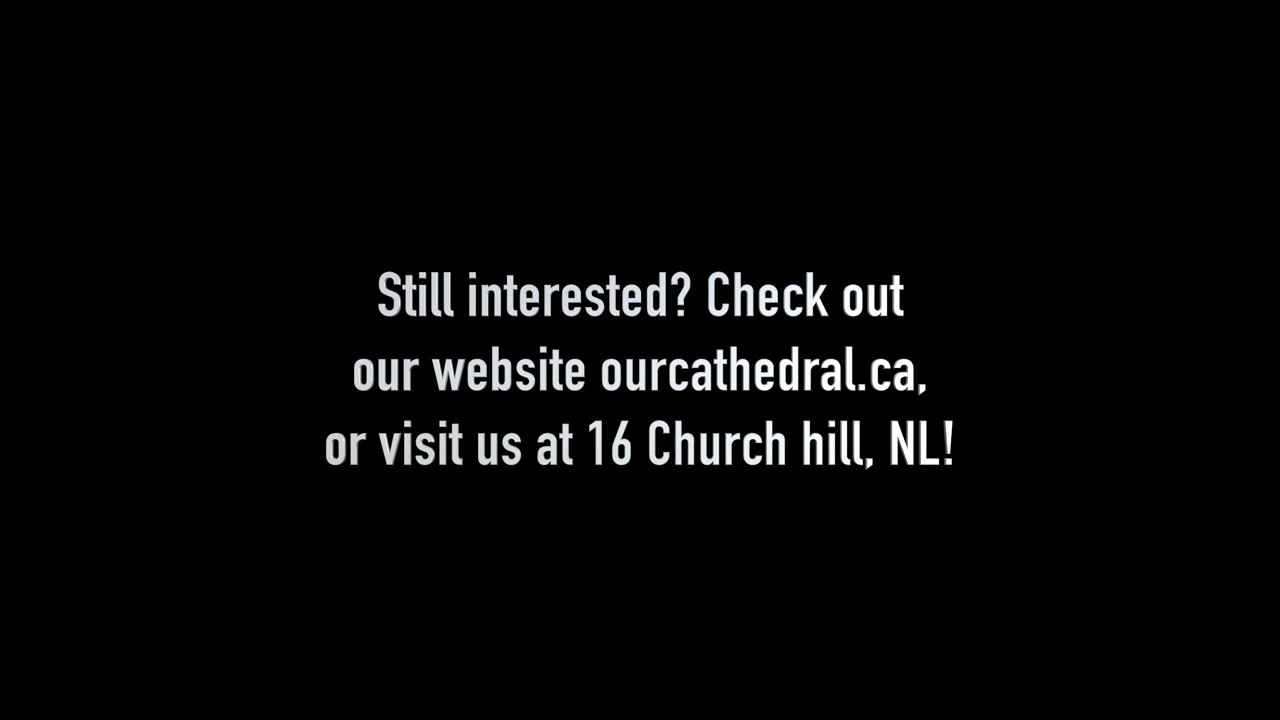 Still interested? Check out
our website ourcathedral.ca,
or visit us at 16 Church hill, NL!